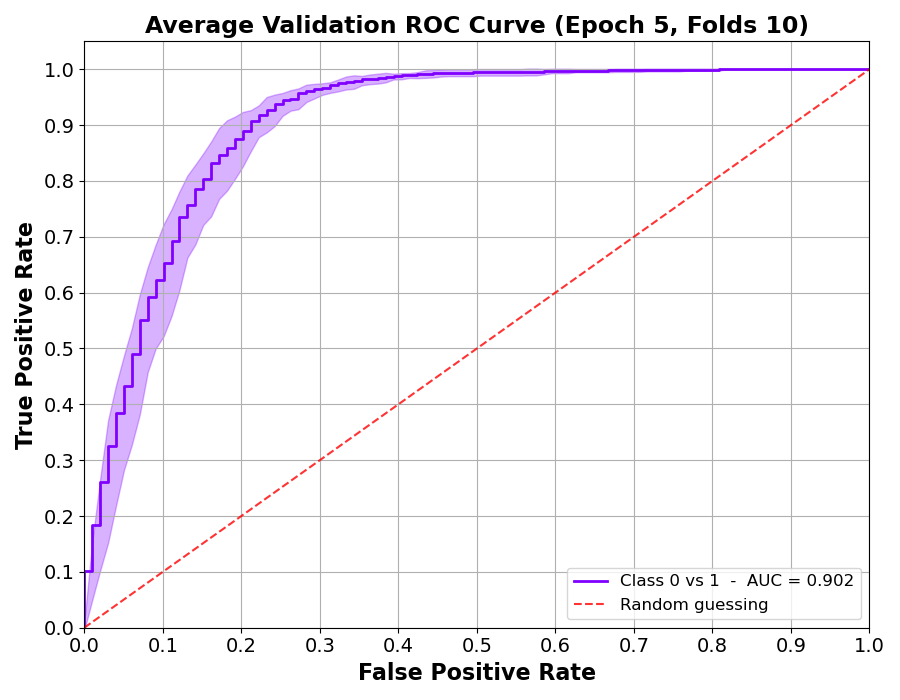 Average Validation ROC Curve (Epoch 5, Folds 10)
1.0
0.9
0.8
0.7
0.6
0.5
0.4
0.3
0.2
0.1
0.0
True Positive Rate
Class 0 vs 1 - AUC = 0.902
Random guessing
0.0 0.1 0.2 0.3 0.4 0.5 0.6 0.7 0.8 0.9 1.0
False Positive Rate